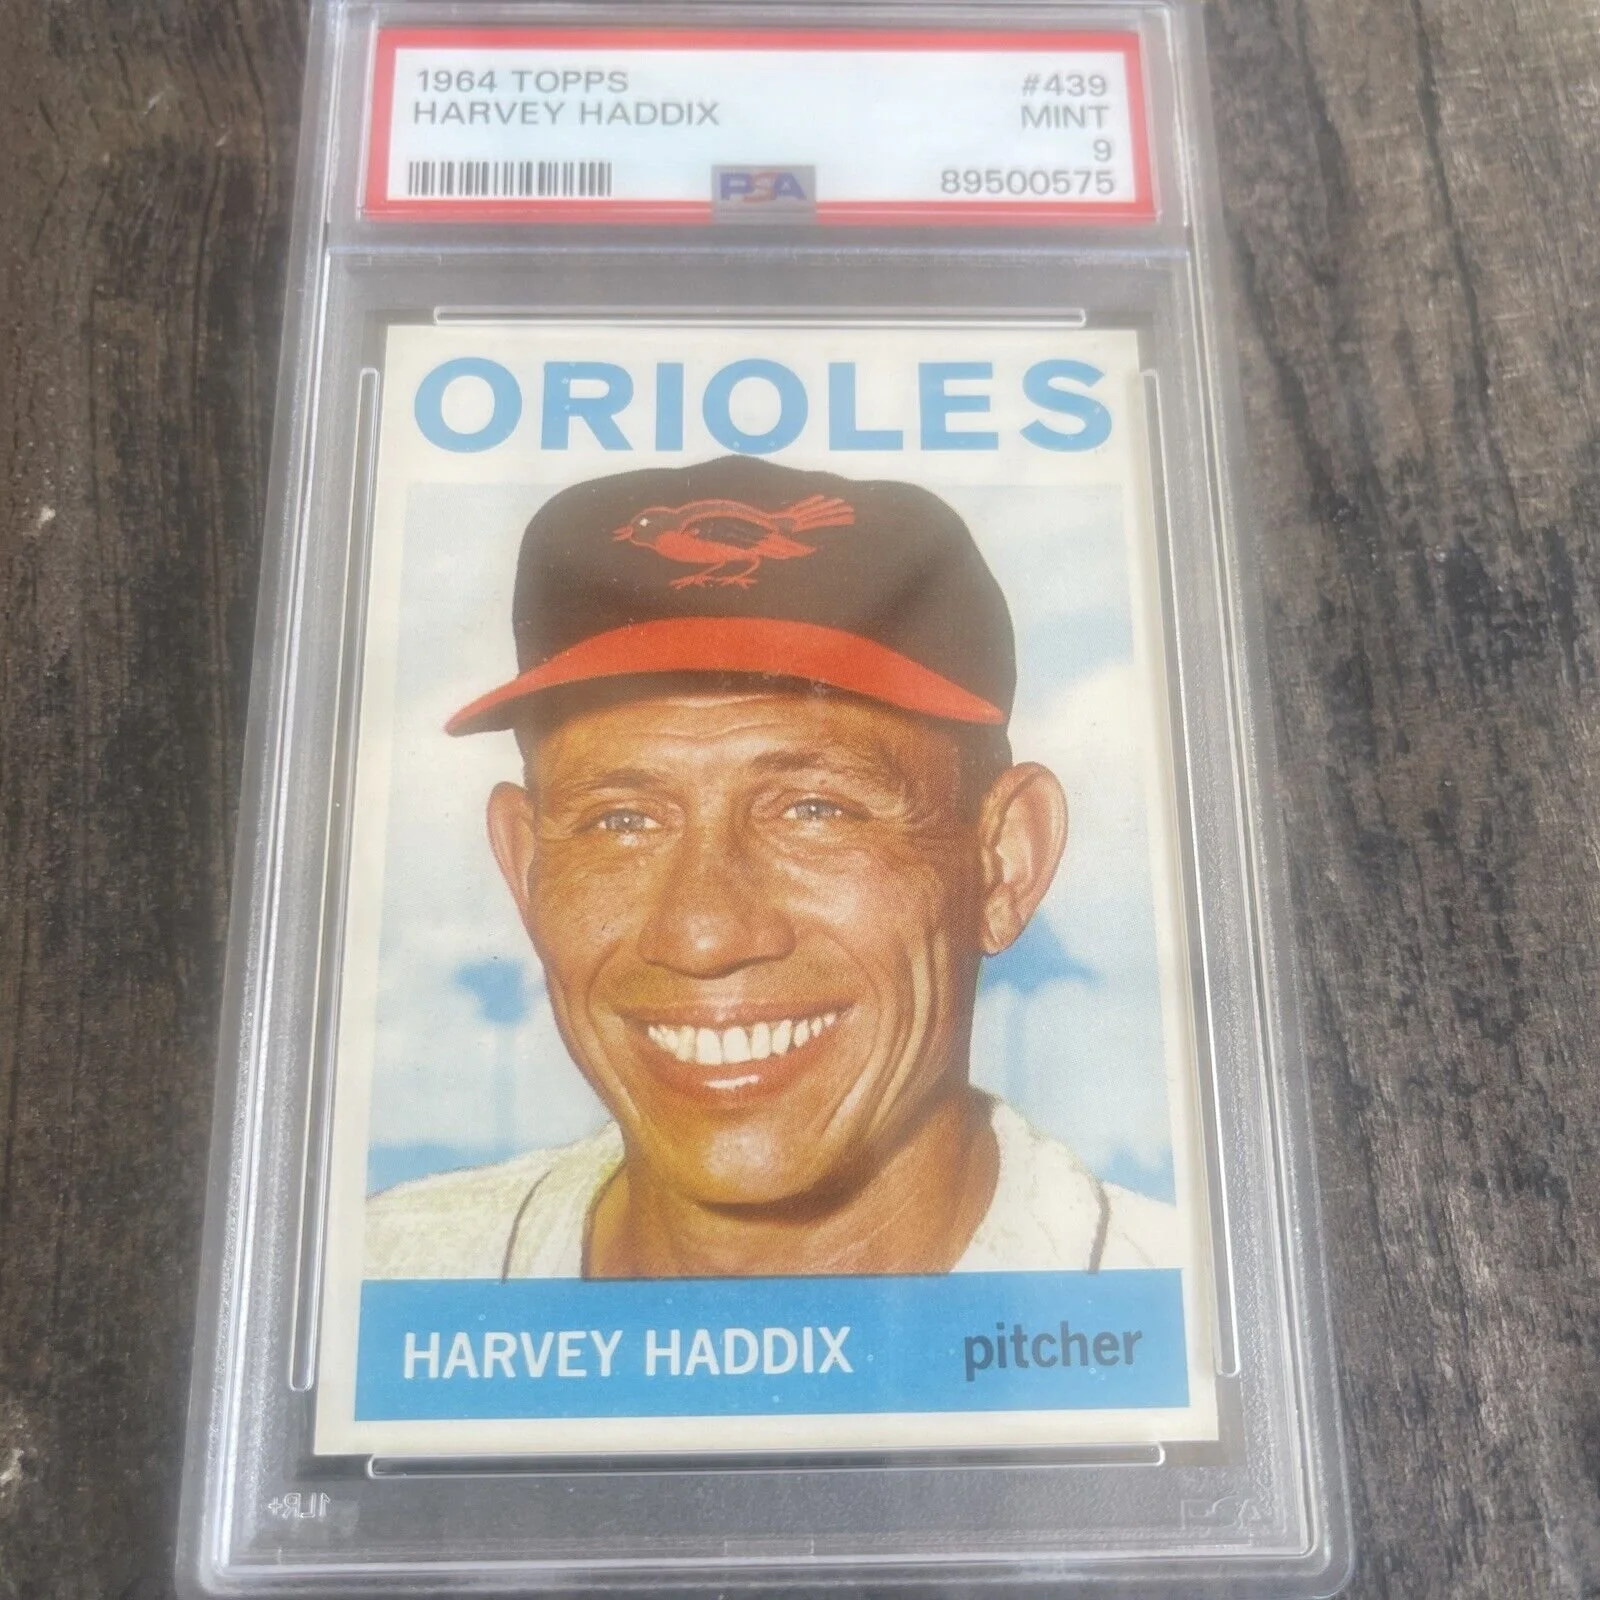 1964 TOPPS #439
HARVEY HADDIX MINT
9
PSA 89500575
ORIOLES
HARVEY HADDIX pitcher